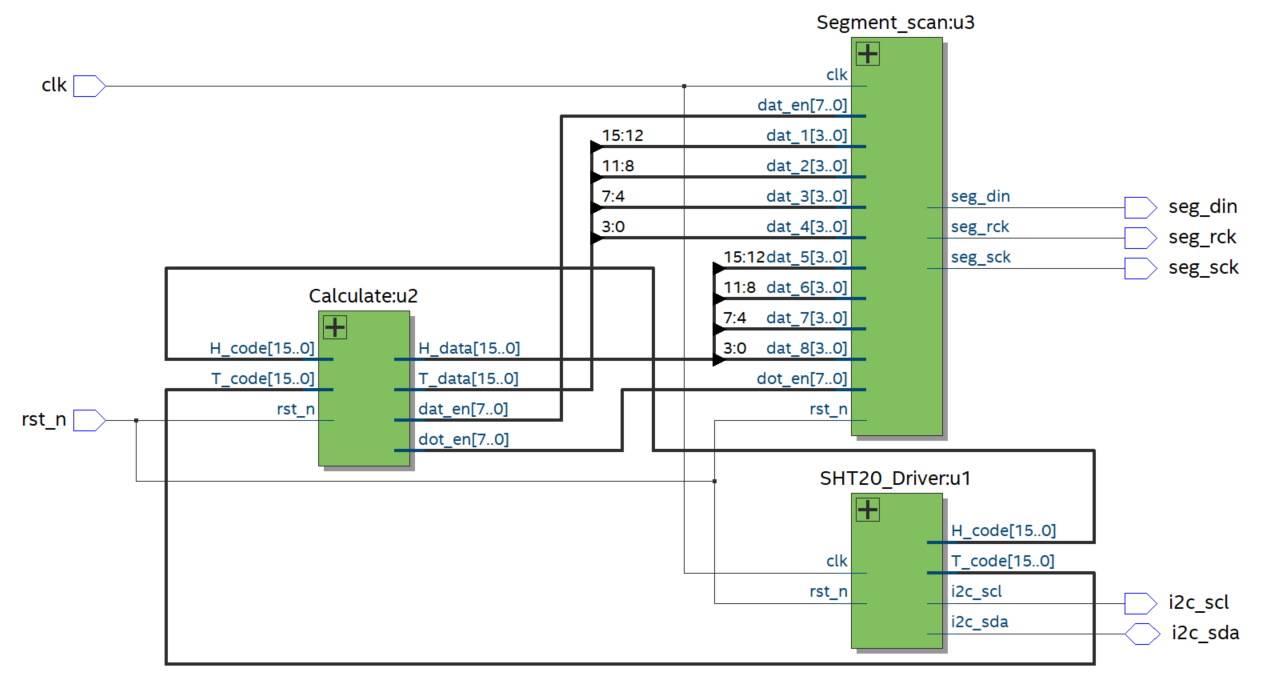 Segment_scan:u3
clk
clk
dat_en[7..0]
15:12
dat_1[3..0]
11:8
dat_2[3..0]
7:4
dat_3[3..0]
3:0
dat_4[3..0]
15:12
dat_5[3..0]
11:8
dat_6[3..0]
7:4
dat_7[3..0]
3:0
dat_8[3..0]
dot_en[7..0]
rst_n
seg_din
seg_din
seg_rck
seg_rck
seg_sck
seg_sck
Calculate:u2
H_code[15..0]
H_data[15..0]
T_code[15..0]
T_data[15..0]
rst_n
dat_en[7..0]
dot_en[7..0]
rst_n
SHT20_Driver:u1
H_code[15..0]
clk
T_code[15..0]
rst_n
i2c_scl
i2c_scl
i2c_sda
i2c_sda